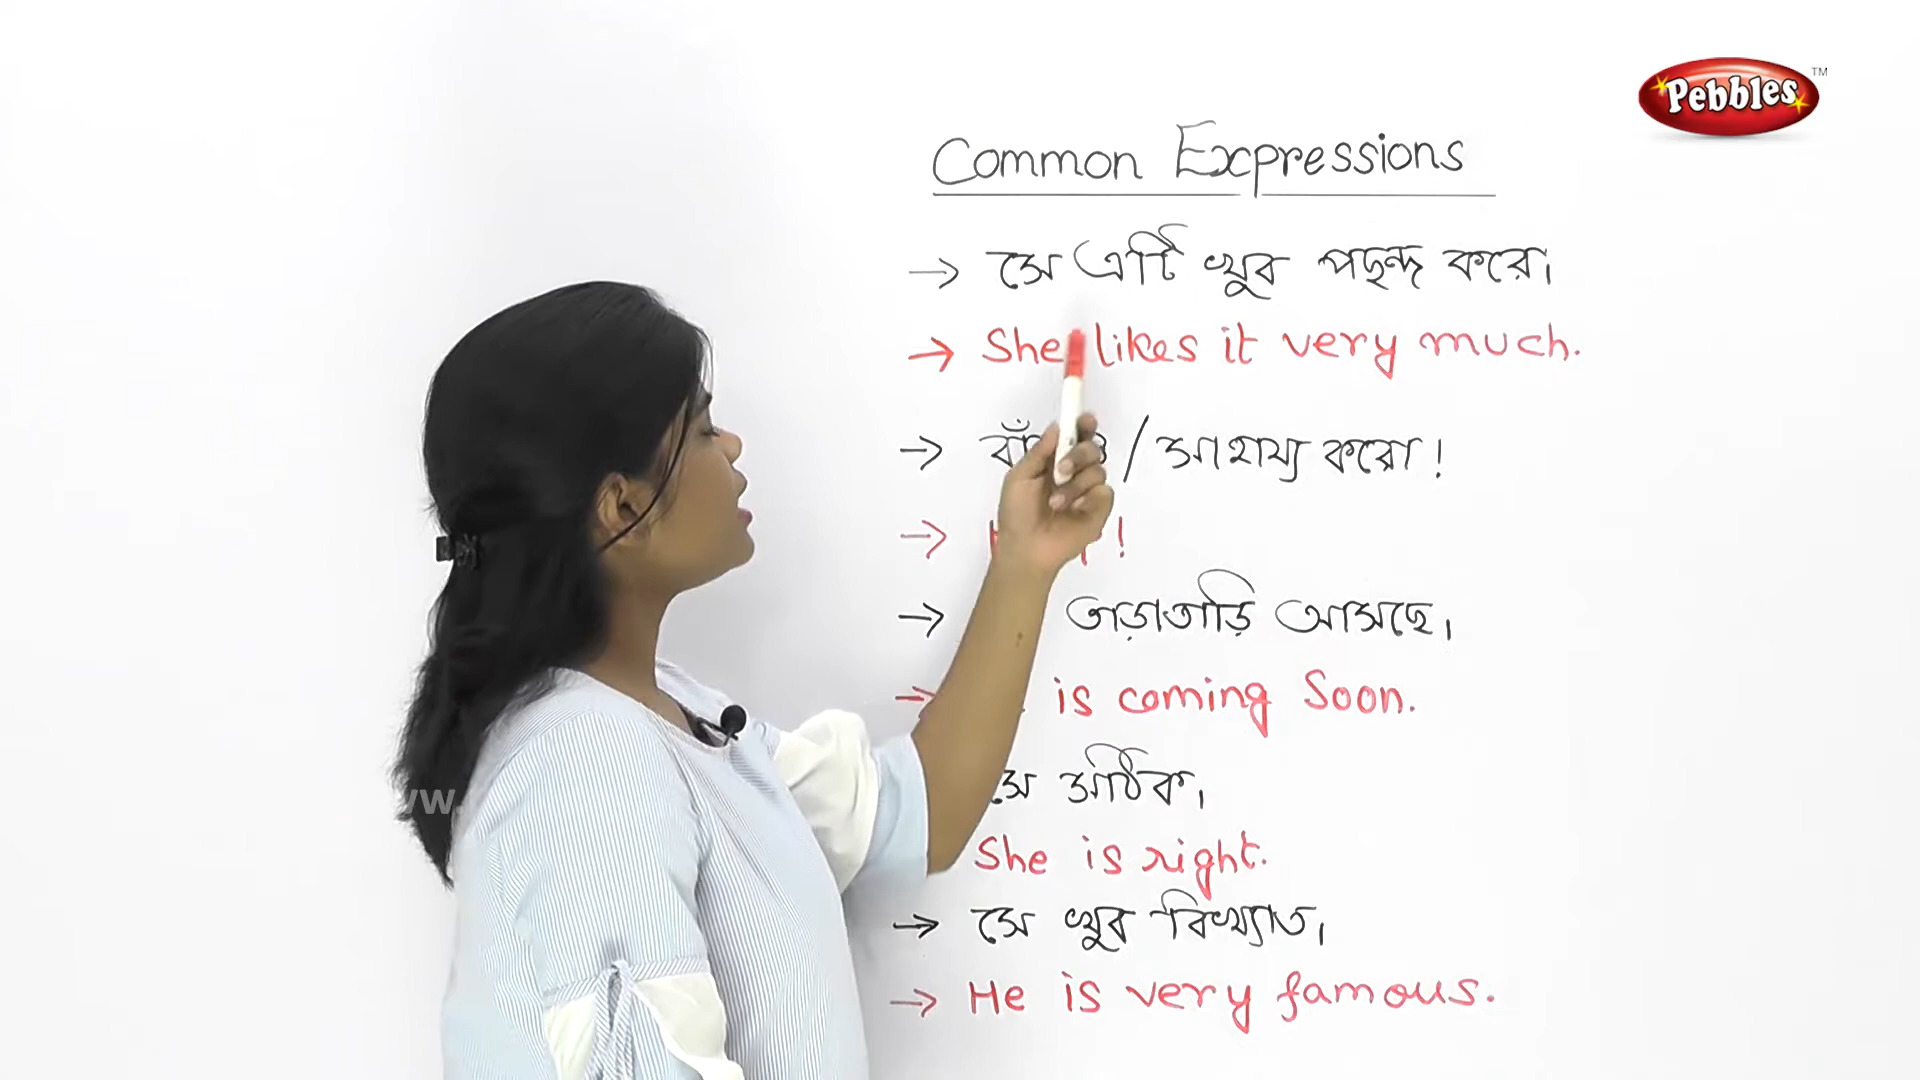 Pebbles™
Common Expressions
→ সে এটি খুব পছন্দ করে।
→ She likes it very much.
→ / সাহায্য করো!
→ !
→ তাড়াতাড়ি আসছে।
→ is coming Soon.
সে সঠিক।
She is right.
→ সে খুব বিখ্যাত।
→ He is very famous.